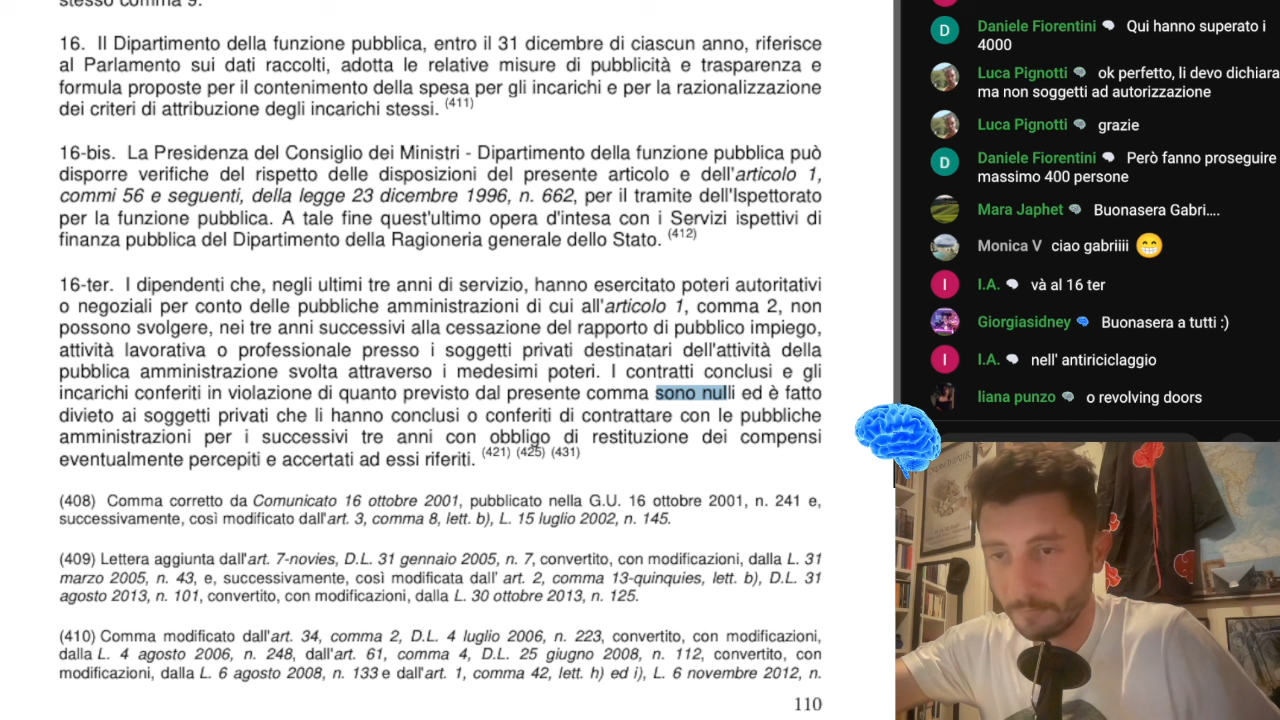 stesso comma 9.
16. Il Dipartimento della funzione pubblica, entro il 31 dicembre di ciascun anno, riferisce
al Parlamento sui dati raccolti, adotta le relative misure di pubblicità e trasparenza e
formula proposte per il contenimento della spesa per gli incarichi e per la razionalizzazione
dei criteri di attribuzione degli incarichi stessi. (411)
16-bis. La Presidenza del Consiglio dei Ministri - Dipartimento della funzione pubblica può
disporre verifiche del rispetto delle disposizioni del presente articolo e dell'articolo 1,
commi 56 e seguenti, della legge 23 dicembre 1996, n. 662, per il tramite dell'Ispettorato
per la funzione pubblica. A tale fine quest'ultimo opera d'intesa con i Servizi ispettivi di
finanza pubblica del Dipartimento della Ragioneria generale dello Stato. (412)
16-ter. I dipendenti che, negli ultimi tre anni di servizio, hanno esercitato poteri autoritativi
o negoziali per conto delle pubbliche amministrazioni di cui all'articolo 1, comma 2, non
possono svolgere, nei tre anni successivi alla cessazione del rapporto di pubblico impiego,
attività lavorativa o professionale presso i soggetti privati destinatari dell'attività della
pubblica amministrazione svolta attraverso i medesimi poteri. I contratti conclusi e gli
incarichi conferiti in violazione di quanto previsto dal presente comma sono nulli ed è fatto
divieto ai soggetti privati che li hanno conclusi o conferiti di contrattare con le pubbliche
amministrazioni per i successivi tre anni con obbligo di restituzione dei compensi
eventualmente percepiti e accertati ad essi riferiti. (421) (425) (431)
(408) Comma corretto da Comunicato 16 ottobre 2001, pubblicato nella G.U. 16 ottobre 2001, n. 241 e,
successivamente, così modificato dall'art. 3, comma 8, lett. b), L. 15 luglio 2002, n. 145.
(409) Lettera aggiunta dall'art. 7-novies, D.L. 31 gennaio 2005, n. 7, convertito, con modificazioni, dalla L. 31
marzo 2005, n. 43, e, successivamente, così modificata dall' art. 2, comma 13-quinquies, lett. b), D.L. 31
agosto 2013, n. 101, convertito, con modificazioni, dalla L. 30 ottobre 2013, n. 125.
(410) Comma modificato dall'art. 34, comma 2, D.L. 4 luglio 2006, n. 223, convertito, con modificazioni,
dalla L. 4 agosto 2006, n. 248, dall'art. 61, comma 4, D.L. 25 giugno 2008, n. 112, convertito, con
modificazioni, dalla L. 6 agosto 2008, n. 133 e dall'art. 1, comma 42, lett. h) ed i), L. 6 novembre 2012, n.
110
D Daniele Fiorentini Qui hanno superato i
4000
Luca Pignotti ok perfetto, li devo dichiara
ma non soggetti ad autorizzazione
Luca Pignotti grazie
D Daniele Fiorentini Però fanno proseguire
massimo 400 persone
Mara Japhet Buonasera Gabri....
Monica V ciao gabriiii 😁
I I.A. và al 16 ter
Giorgiasidney Buonasera a tutti :)
I I.A. nell' antiriciclaggio
liana punzo o revolving doors